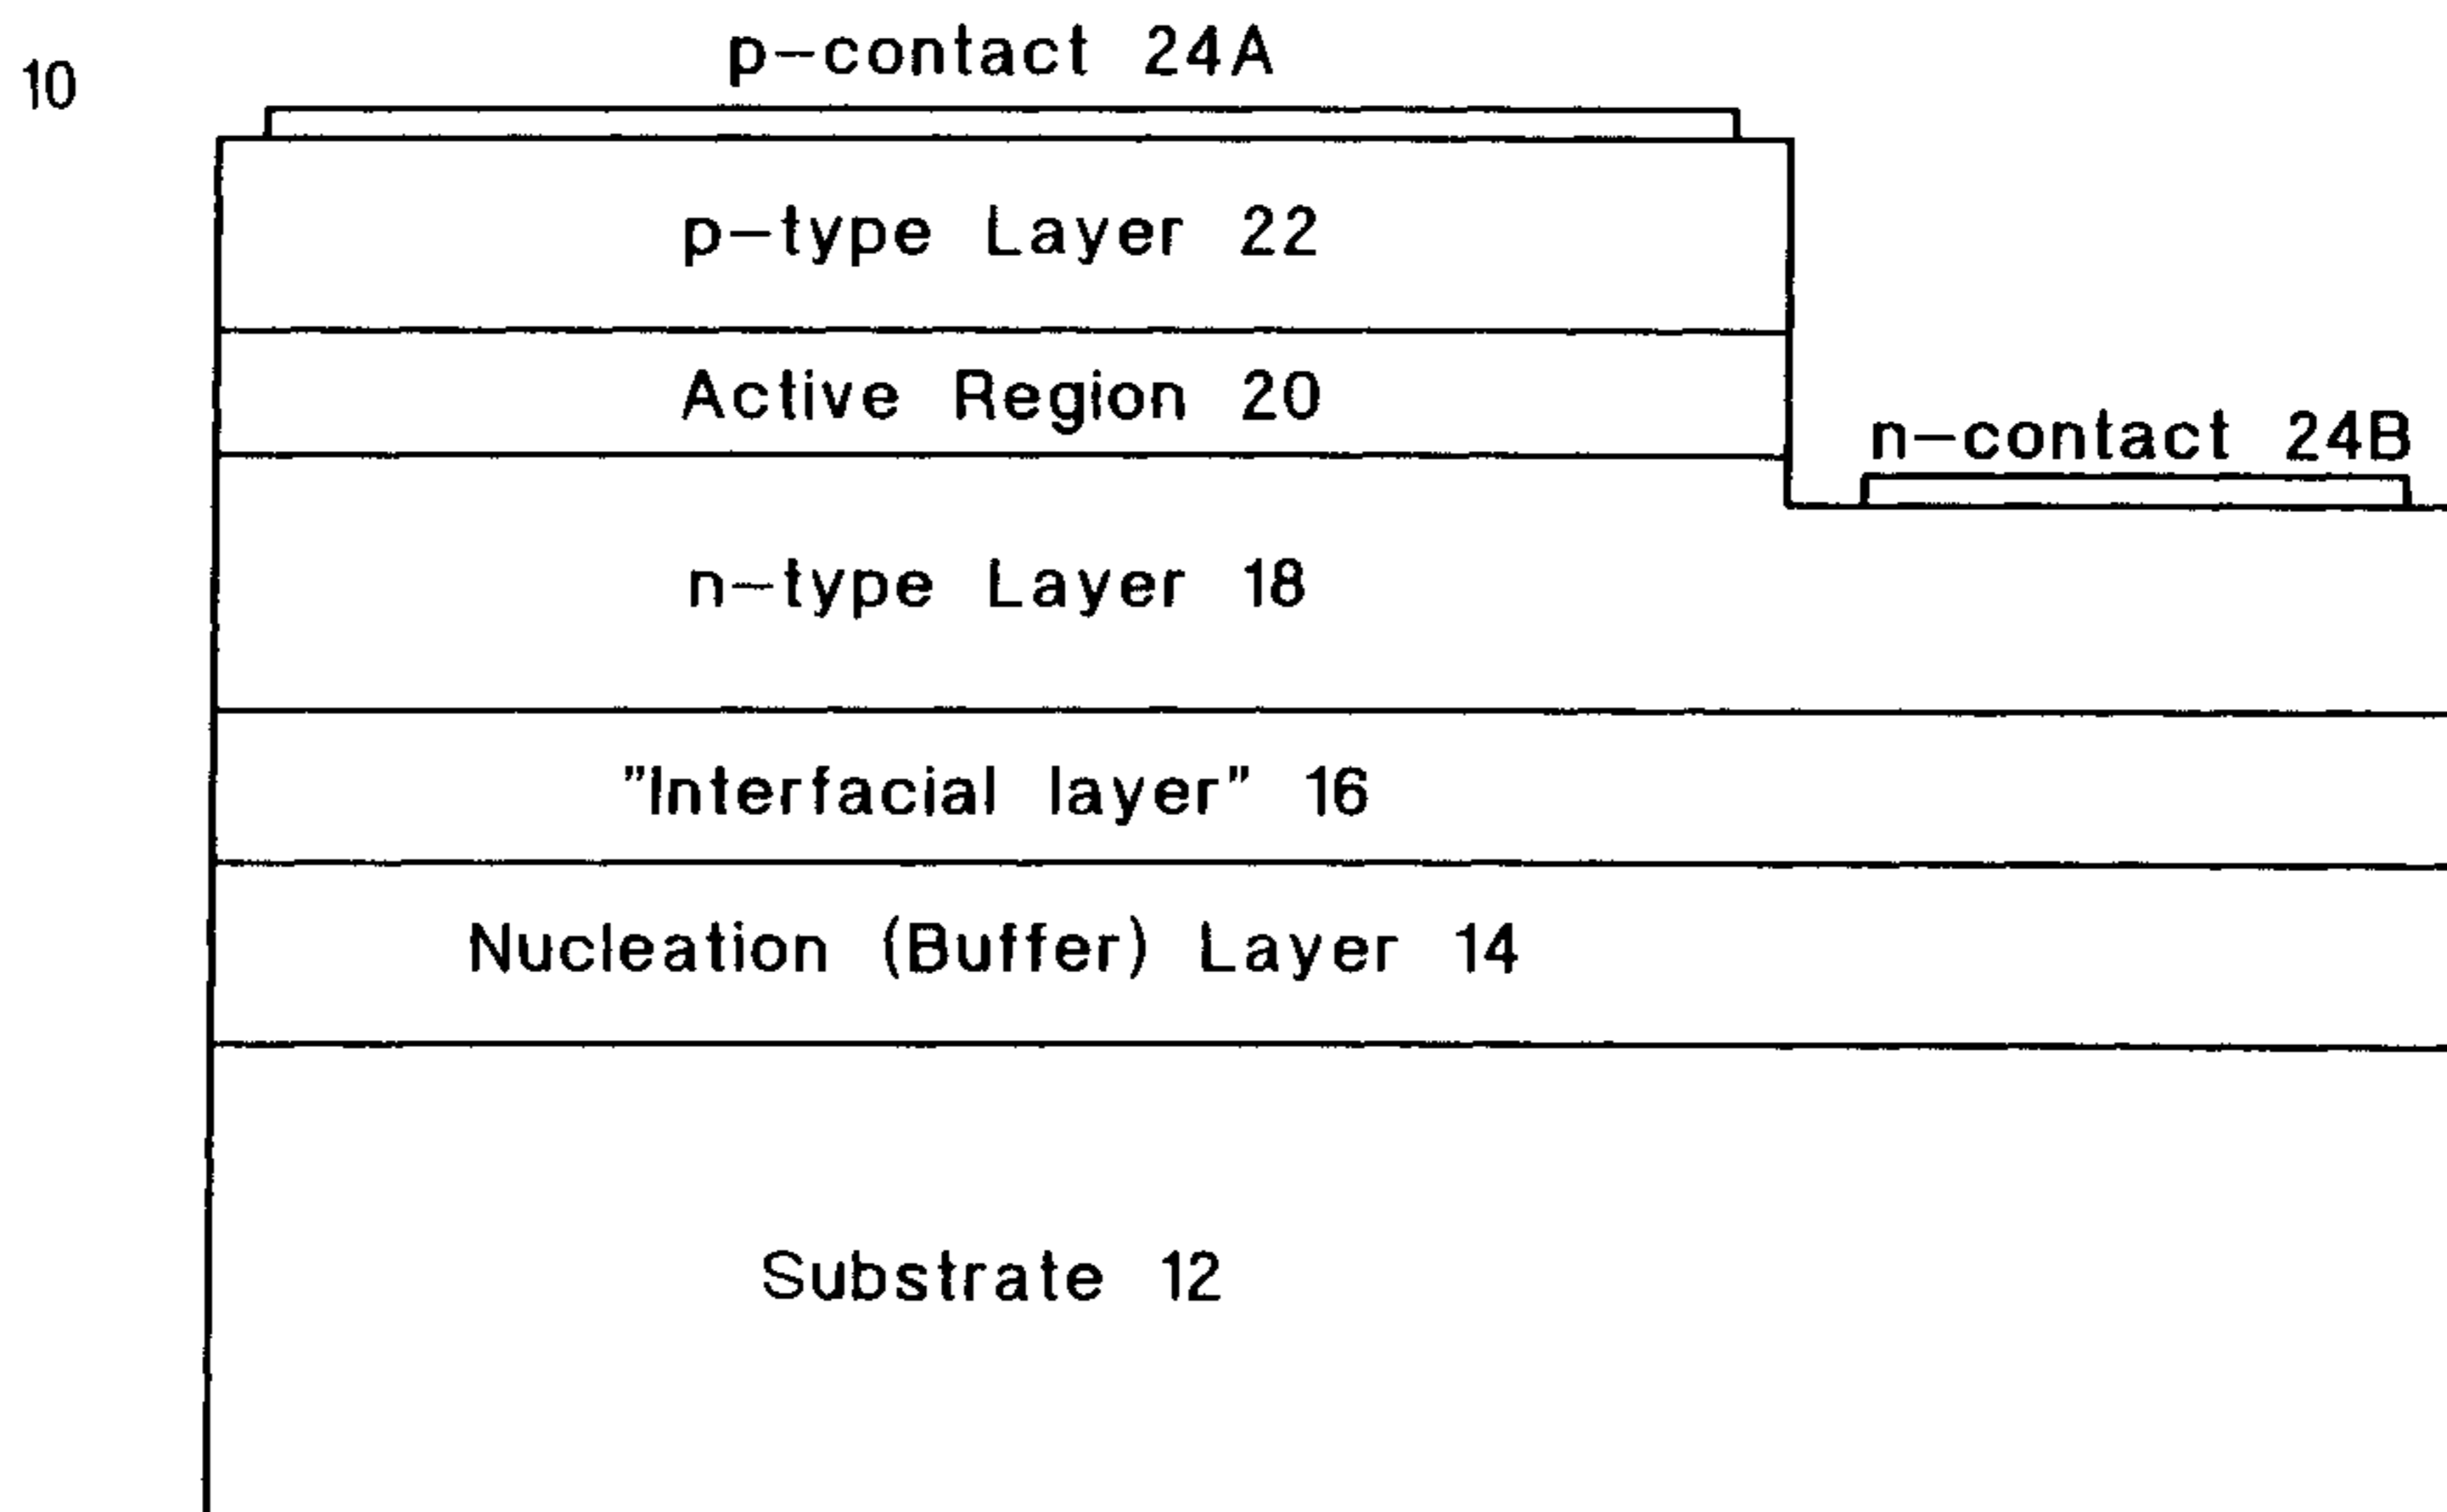 10
p-contact 24A
p-type Layer 22
Active Region 20
n-contact 24B
n-type Layer 18
"Interfacial layer" 16
Nucleation (Buffer) Layer 14
Substrate 12